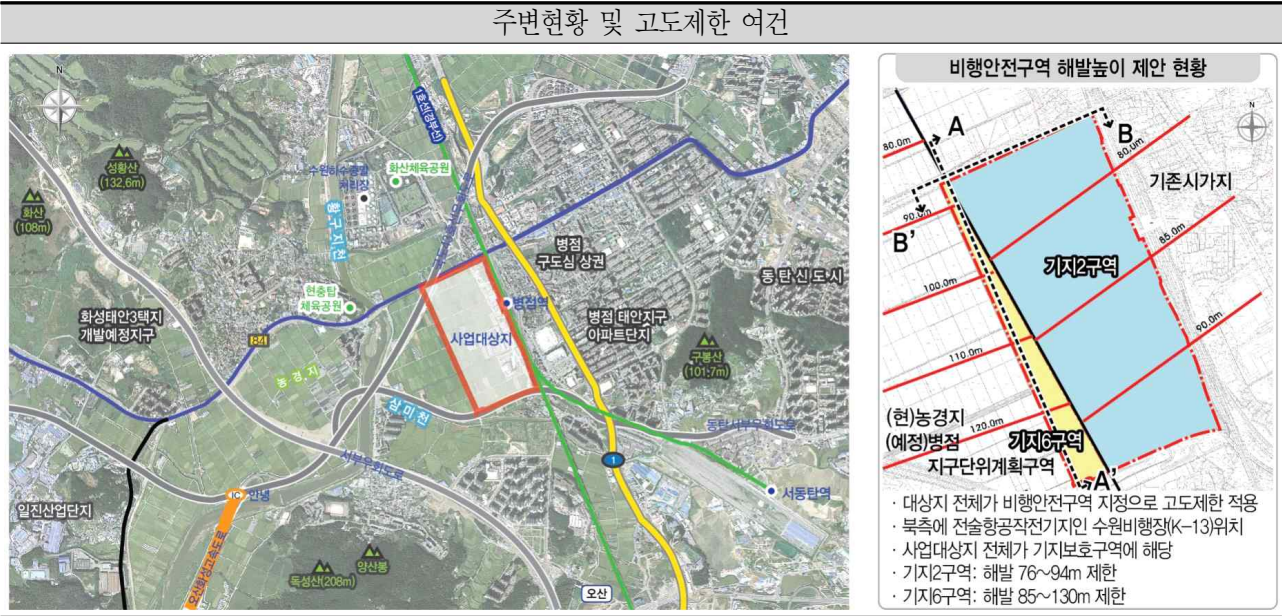 주변현황 및 고도제한 여건
N
성황산
(132.6m)
화산
(108m)
1호선(경부선)
화산체육공원
황구지천
병점
구도심 상권
동탄신도시
현충탑
체육공원
병점역
화성태안3택지
개발예정지구
84
사업대상지
병점 태안지구
아파트단지
구봉산
(101.7m)
농경지
삼미천
동탄서부우회도로
서부우회도로
1
서동탄역
IC
안녕
일진산업단지
오산화성고속도로
독성산(208m)
양산봉
오산
비행안전구역 해발높이 제안 현황
N
A
B
80.0m
80.0m
기존시가지
90.0m
B'
85.0m
기지2구역
100.0m
90.0m
110.0m
120.0m
(현)농경지
(예정)병점
지구단위계획구역
기지6구역
A'
· 대상지 전체가 비행안전구역 지정으로 고도제한 적용
· 북측에 전술항공작전기지인 수원비행장(K-13)위치
· 사업대상지 전체가 기지보호구역에 해당
· 기지2구역: 해발 76~94m 제한
· 기지6구역: 해발 85~130m 제한